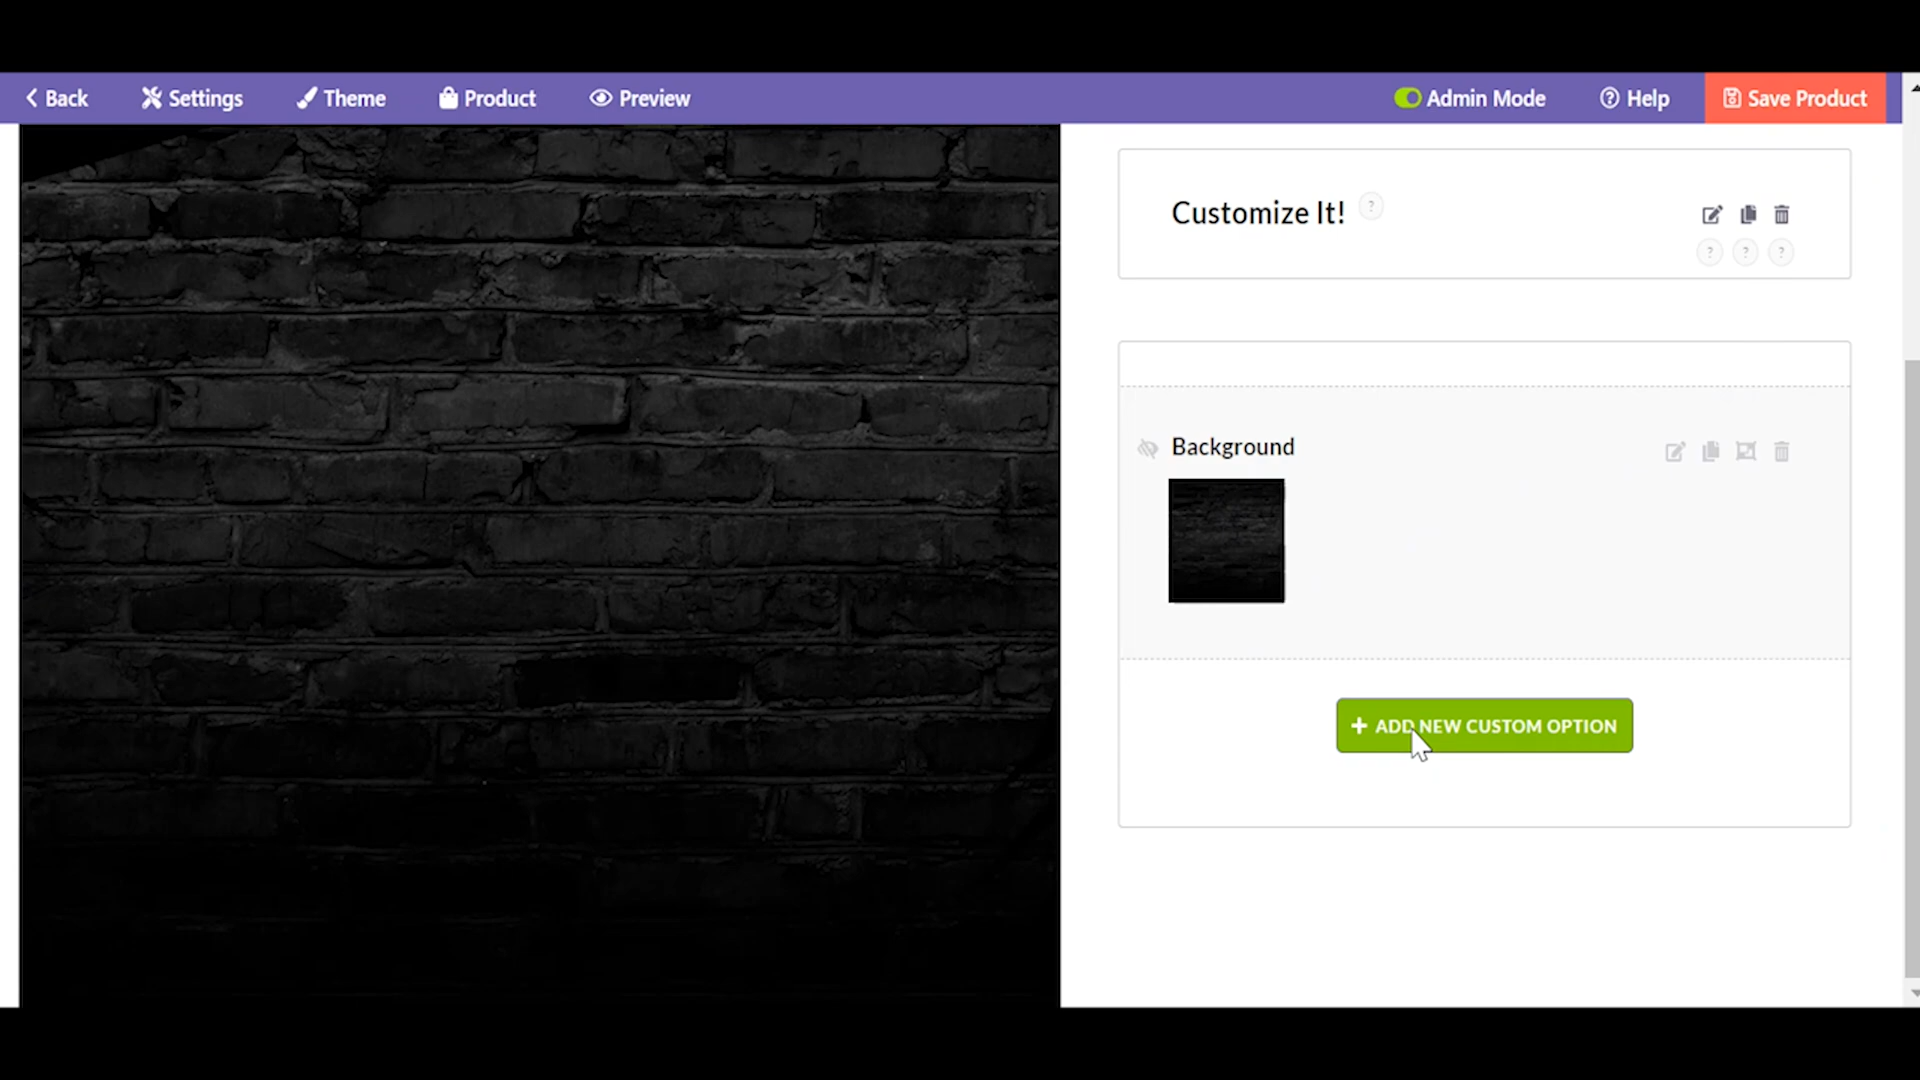 Back Settings Theme Product Preview Admin Mode ? Help Save Product
Customize It! ?
? ? ?
Background
+ ADD NEW CUSTOM OPTION